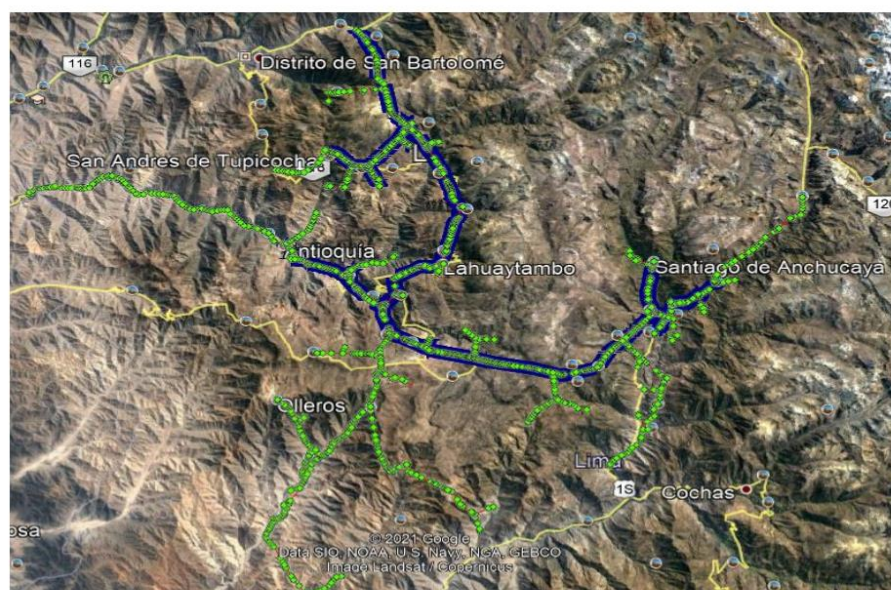 116
Distrito de San Bartolomé
San Andres de Tupicocha
120
Antioquía
Lahuaytambo
Santiago de Anchucaya
Olleros
Lima
1S
Cochas
osa
© 2021 Google
Data SIO, NOAA, U.S. Navy, NGA, GEBCO
Image Landsat / Copernicus